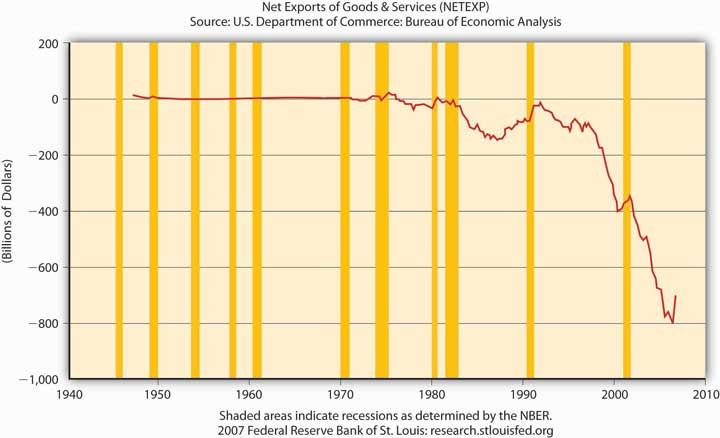 Net Exports of Goods & Services (NETEXP)
Source: U.S. Department of Commerce: Bureau of Economic Analysis
200
0
−200
−400
−600
−800
−1,000
(Billions of Dollars)
1940 1950 1960 1970 1980 1990 2000 2010
Shaded areas indicate recessions as determined by the NBER.
2007 Federal Reserve Bank of St. Louis: research.stlouisfed.org